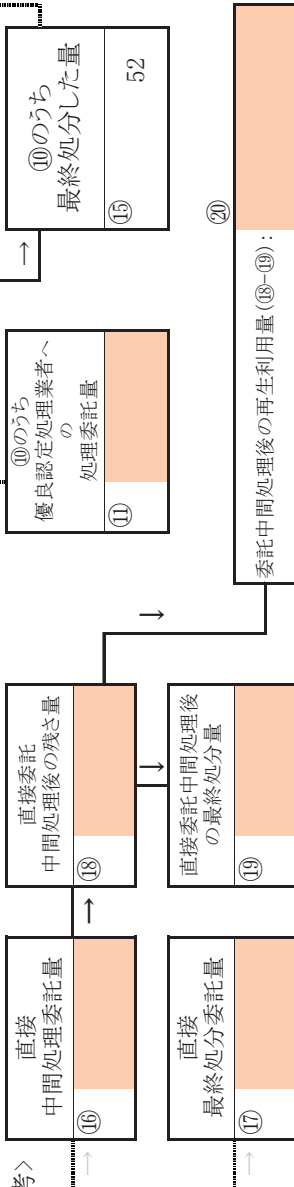 考>
直接
中間処理委託量
⑯
→
直接
最終処分委託量
⑰
→
→
直接委託
中間処理後の残さ量
⑱
→
直接委託中間処理後
の最終処分量
⑲
→
⑩のうち
優良認定処理業者へ
の
処理委託量
⑪
→
⑩のうち
最終処分した量
⑮
52
委託中間処理後の再生利用量(⑱-⑲):
⑳